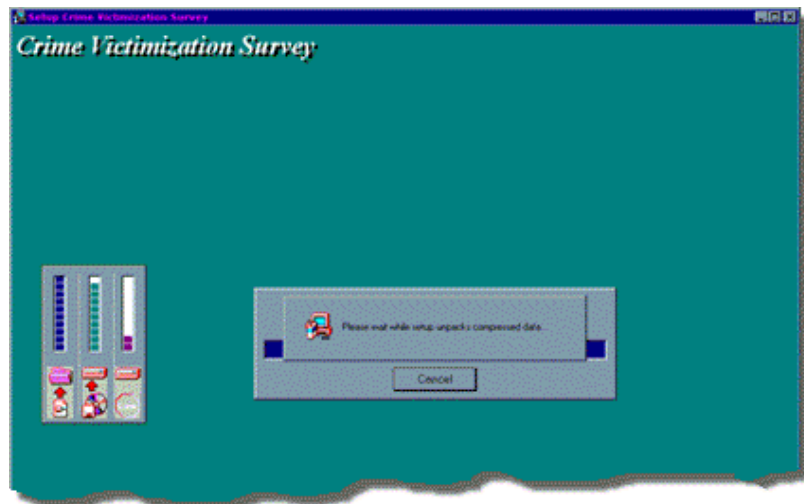 Setup Crime Victimization Survey
Crime Victimization Survey
Please wait while setup unpacks compressed data...
Cancel